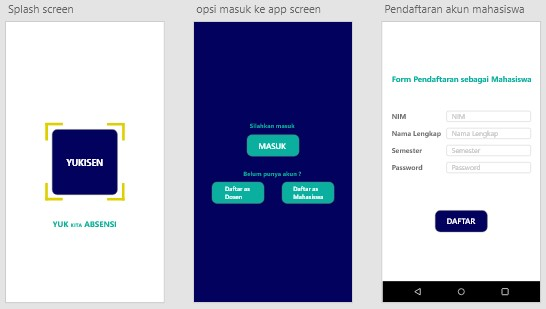 Splash screen
YUKISEN
YUK KITA ABSENSI
opsi masuk ke app screen
Silahkan masuk
MASUK
Belum punya akun ?
Daftar as
Dosen
Daftar as
Mahasiswa
Pendaftaran akun mahasiswa
Form Pendaftaran sebagai Mahasiswa
NIM
NIM
Nama Lengkap
Nama Lengkap
Semester
Semester
Password
Password
DAFTAR